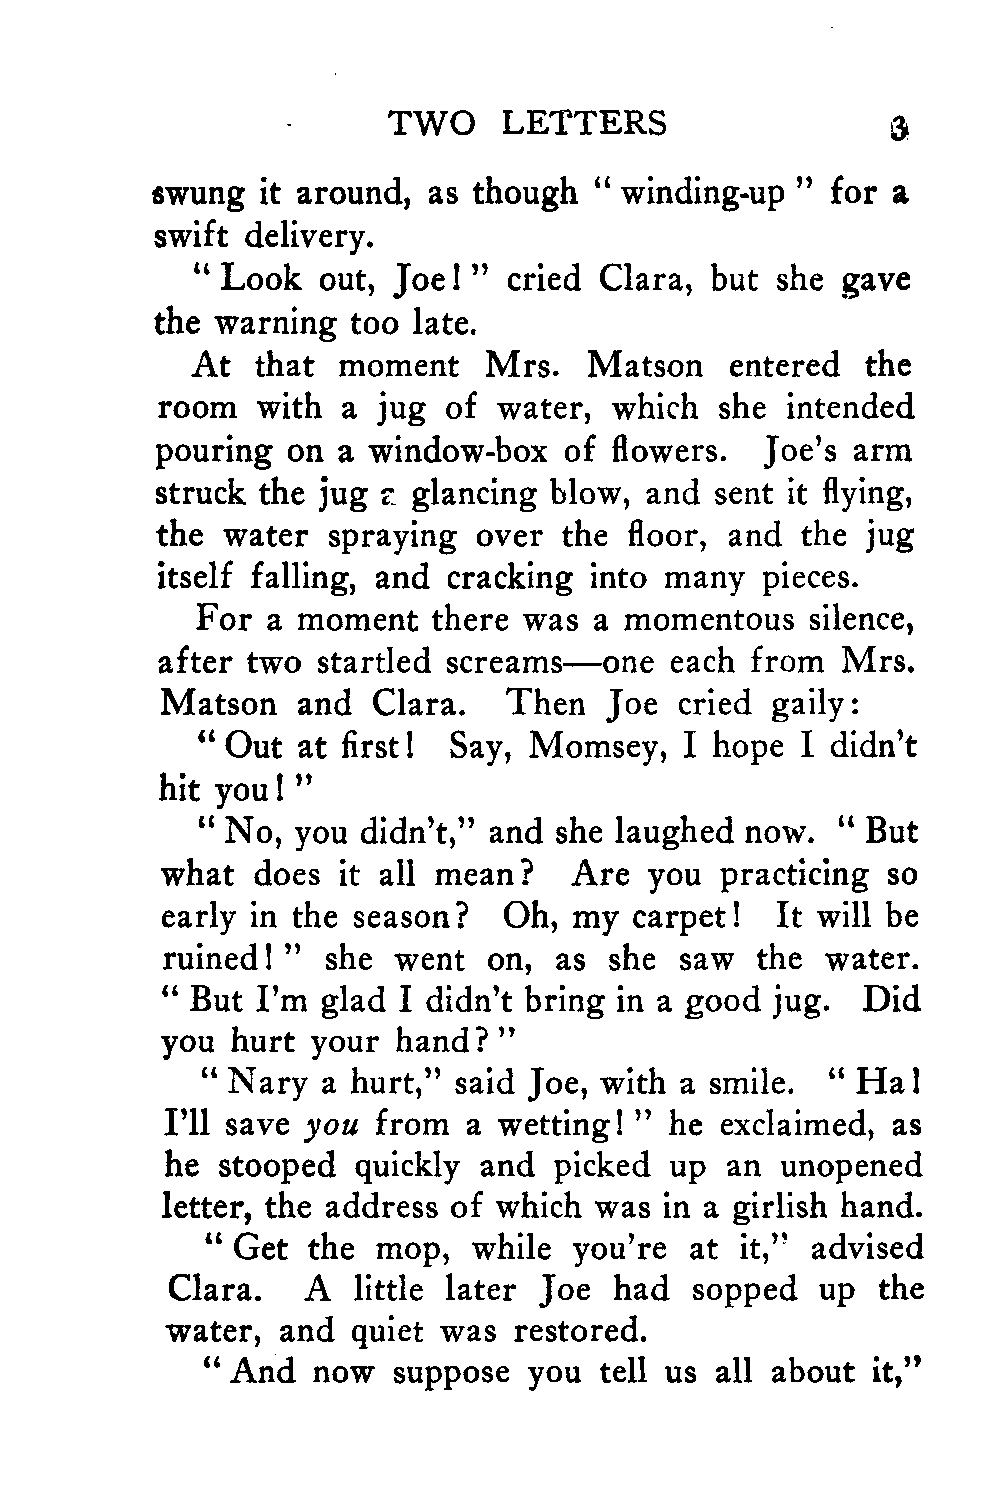 TWO LETTERS 3
swung it around, as though “ winding-up ” for a
swift delivery.
“ Look out, Joe! ” cried Clara, but she gave
the warning too late.
At that moment Mrs. Matson entered the
room with a jug of water, which she intended
pouring on a window-box of flowers. Joe’s arm
struck the jug a glancing blow, and sent it flying,
the water spraying over the floor, and the jug
itself falling, and cracking into many pieces.
For a moment there was a momentous silence,
after two startled screams—one each from Mrs.
Matson and Clara. Then Joe cried gaily:
“ Out at first! Say, Momsey, I hope I didn’t
hit you! ”
“ No, you didn’t,” and she laughed now. “ But
what does it all mean? Are you practicing so
early in the season? Oh, my carpet! It will be
ruined! ” she went on, as she saw the water.
“ But I’m glad I didn’t bring in a good jug. Did
you hurt your hand? ”
“ Nary a hurt,” said Joe, with a smile. “ Ha!
I’ll save you from a wetting! ” he exclaimed, as
he stooped quickly and picked up an unopened
letter, the address of which was in a girlish hand.
“ Get the mop, while you’re at it,” advised
Clara. A little later Joe had sopped up the
water, and quiet was restored.
“ And now suppose you tell us all about it,”